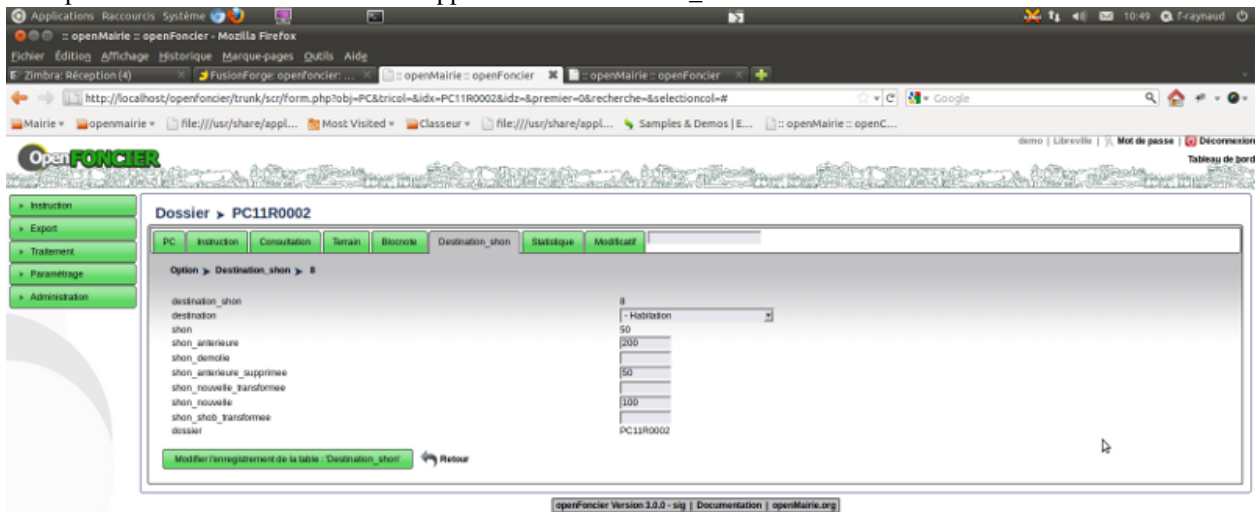 Applications Raccourcis Système 10:49 f-raynaud
:: openMairie :: openFoncier - Mozilla Firefox
Fichier Édition Affichage Historique Marque-pages Outils Aide
Zimbra: Réception (4) FusionForge: openfoncier: ... :: openMairie :: openFoncier :: openMairie :: openFoncier
http://localhost/openfoncier/trunk/scr/form.php?obj=PC&tricol=&idx=PC11R0002&idz=&premier=0&recherche=&selectioncol=# Google
Mairie openmairie file:///usr/share/appl... Most Visited Classeur file:///usr/share/appl... Samples & Demos | E... :: openMairie :: openC...
demo | Libreville | Mot de passe | Déconnexion
Open FONCIER
Tableau de bord
Instruction
Export
Traitement
Paramétrage
Administration
Dossier PC11R0002
PC Instruction Consultation Terrain Blocnote Destination_shon Statistique Modificatif
Option Destination_shon 8
destination_shon 8
destination - Habitation
shon 50
shon_anterieure 200
shon_demolie
shon_anterieure_supprimee 50
shon_nouvelle_transformee
shon_nouvelle 100
shon_shob_transformee
dossier PC11R0002
Modifier l'enregistrement de la table : 'Destination_shon' Retour
openFoncier Version 3.0.0 - sig | Documentation | openMairie.org